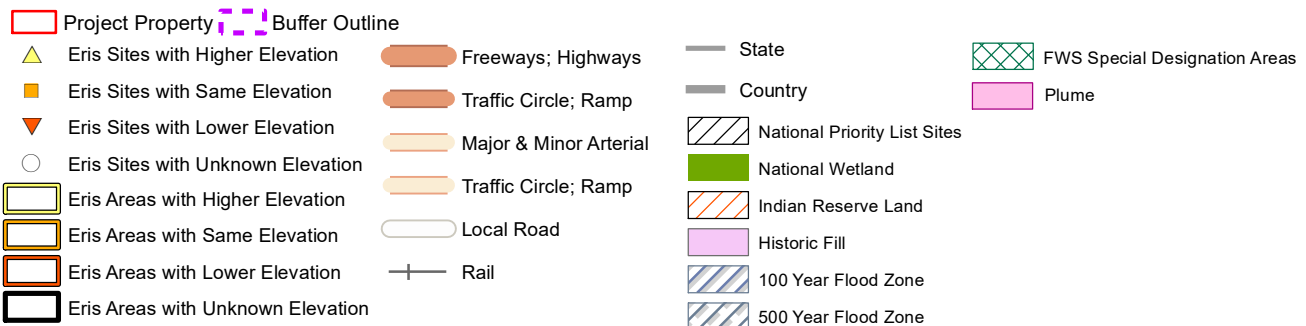 Project Property Buffer Outline
Eris Sites with Higher Elevation
Eris Sites with Same Elevation
Eris Sites with Lower Elevation
Eris Sites with Unknown Elevation
Eris Areas with Higher Elevation
Eris Areas with Same Elevation
Eris Areas with Lower Elevation
Eris Areas with Unknown Elevation
Freeways; Highways
Traffic Circle; Ramp
Major & Minor Arterial
Traffic Circle; Ramp
Local Road
Rail
State
Country
National Priority List Sites
National Wetland
Indian Reserve Land
Historic Fill
100 Year Flood Zone
500 Year Flood Zone
FWS Special Designation Areas
Plume